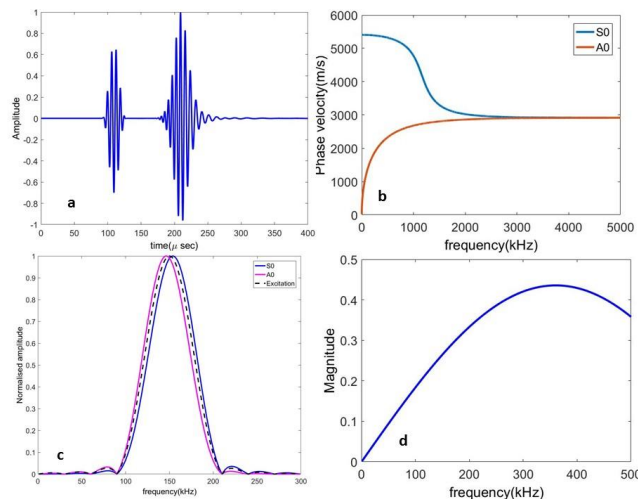 1
0.8
0.6
0.4
0.2
0
-0.2
-0.4
-0.6
-0.8
-1
Amplitude
a
0 50 100 150 200 250 300 350 400
time(μ sec)
6000
5000
4000
3000
2000
1000
0
Phase velocity(m/s)
S0
A0
b
0 1000 2000 3000 4000 5000
frequency(kHz)
1
0.9
0.8
0.7
0.6
0.5
0.4
0.3
0.2
0.1
0
Normalised amplitude
S0
A0
Excitation
c
0 50 100 150 200 250 300
frequency(kHz)
0.5
0.4
0.3
0.2
0.1
0
Magnitude
d
0 100 200 300 400 500
frequency(kHz)